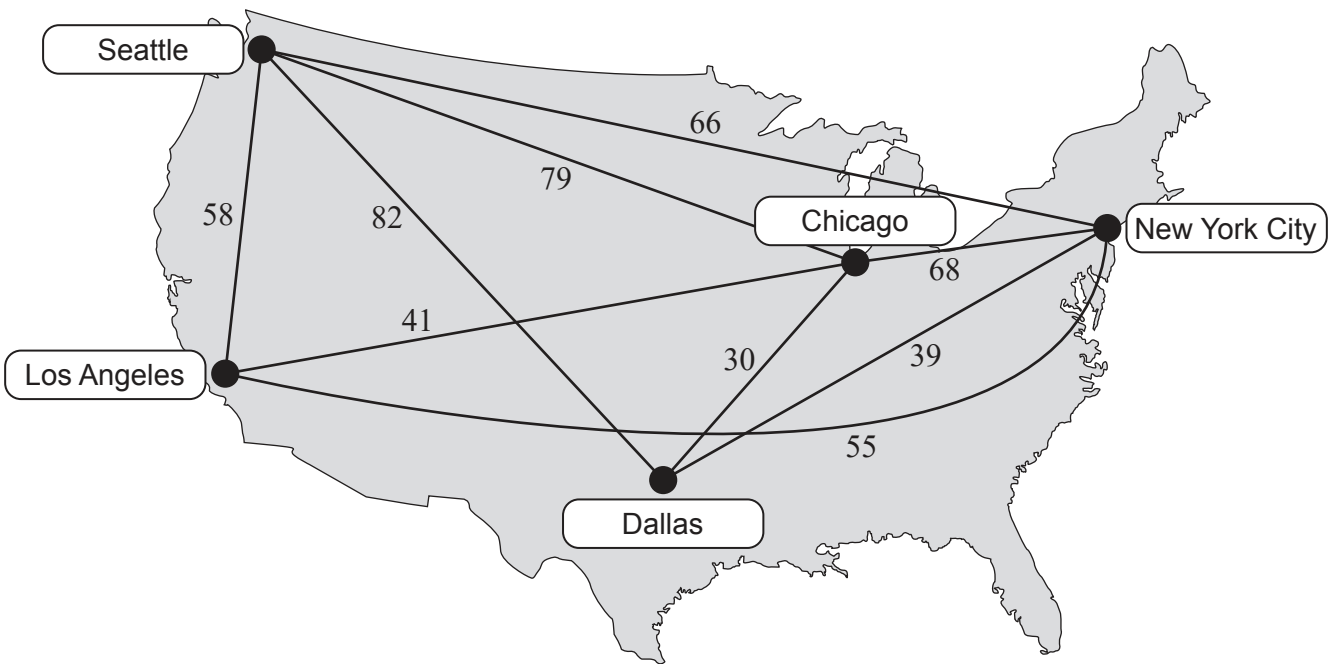 Seattle
66
79
58
82
Chicago
New York City
68
41
Los Angeles
30
39
55
Dallas